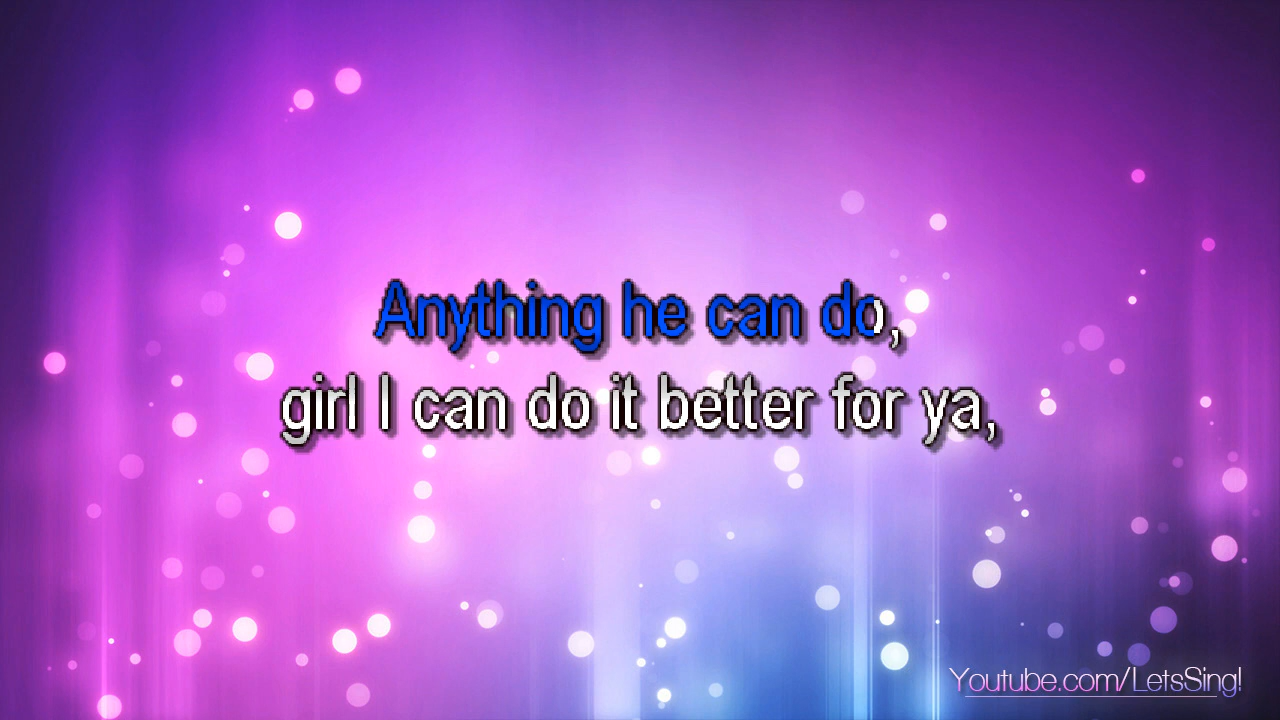 Anything he can do,
girl I can do it better for ya,
Youtube.com/LetsSing!